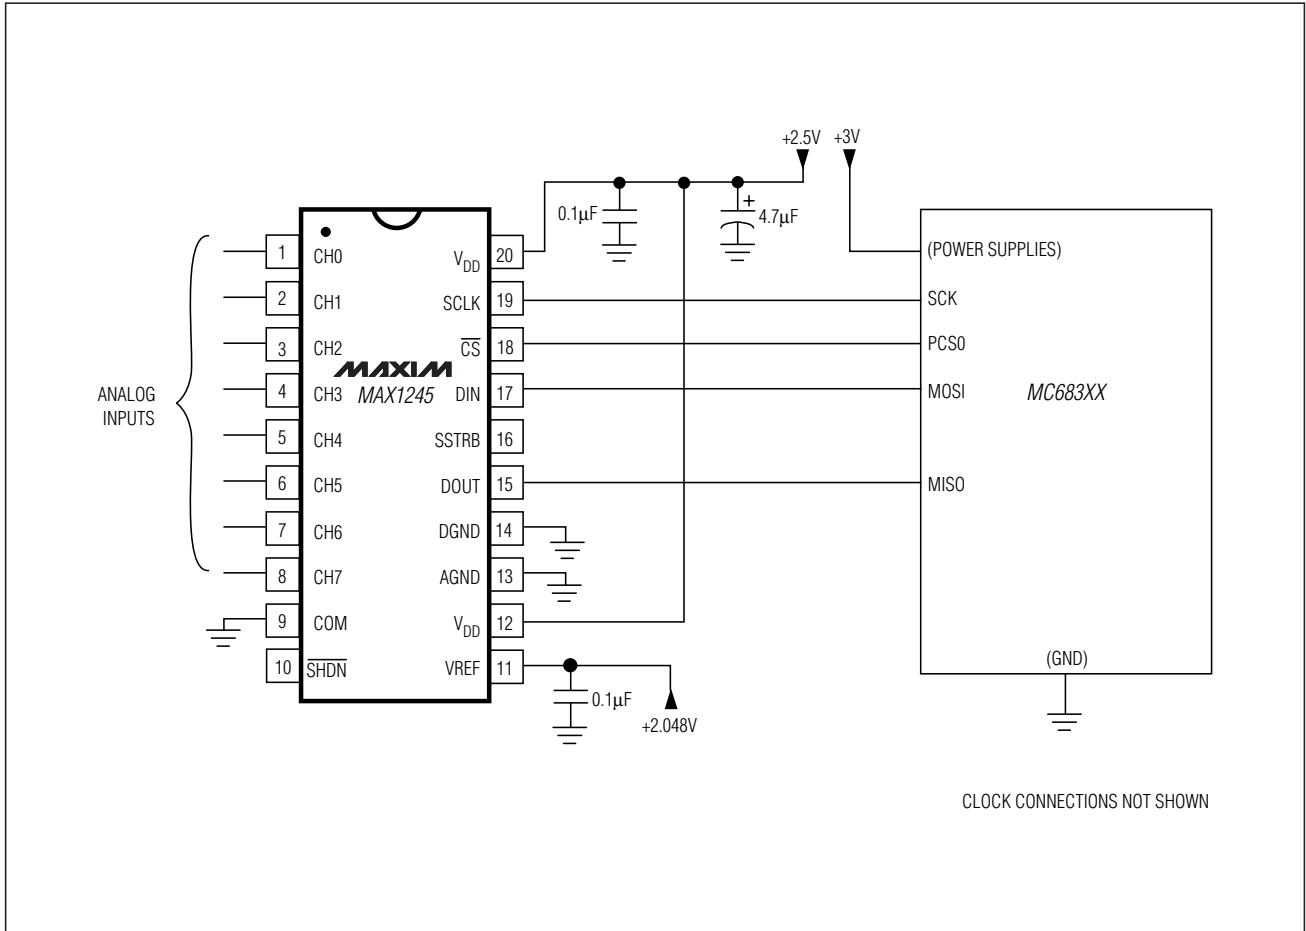 +2.5V +3V
0.1µF
+
4.7µF
1 CH0 VDD 20
2 CH1 SCLK 19
3 CH2 CS 18
MAXIM
4 CH3 MAX1245 DIN 17
5 CH4 SSTRB 16
6 CH5 DOUT 15
7 CH6 DGND 14
8 CH7 AGND 13
9 COM VDD 12
10 SHDN VREF 11
ANALOG
INPUTS
0.1µF
+2.048V
(POWER SUPPLIES)
SCK
PCS0
MOSI
MC683XX
MISO
(GND)
CLOCK CONNECTIONS NOT SHOWN